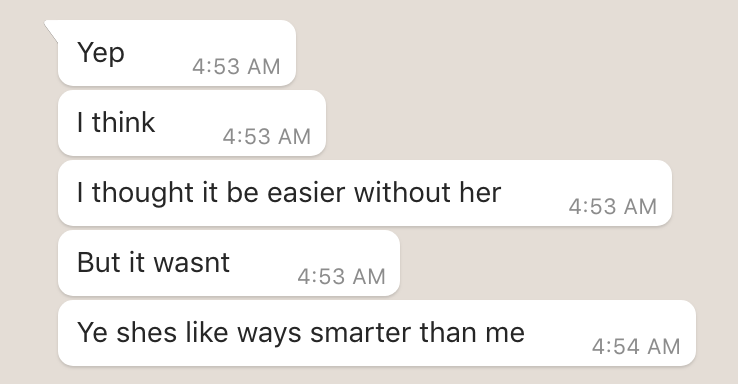 Yep
4:53 AM
I think
4:53 AM
I thought it be easier without her
4:53 AM
But it wasnt
4:53 AM
Ye shes like ways smarter than me
4:54 AM